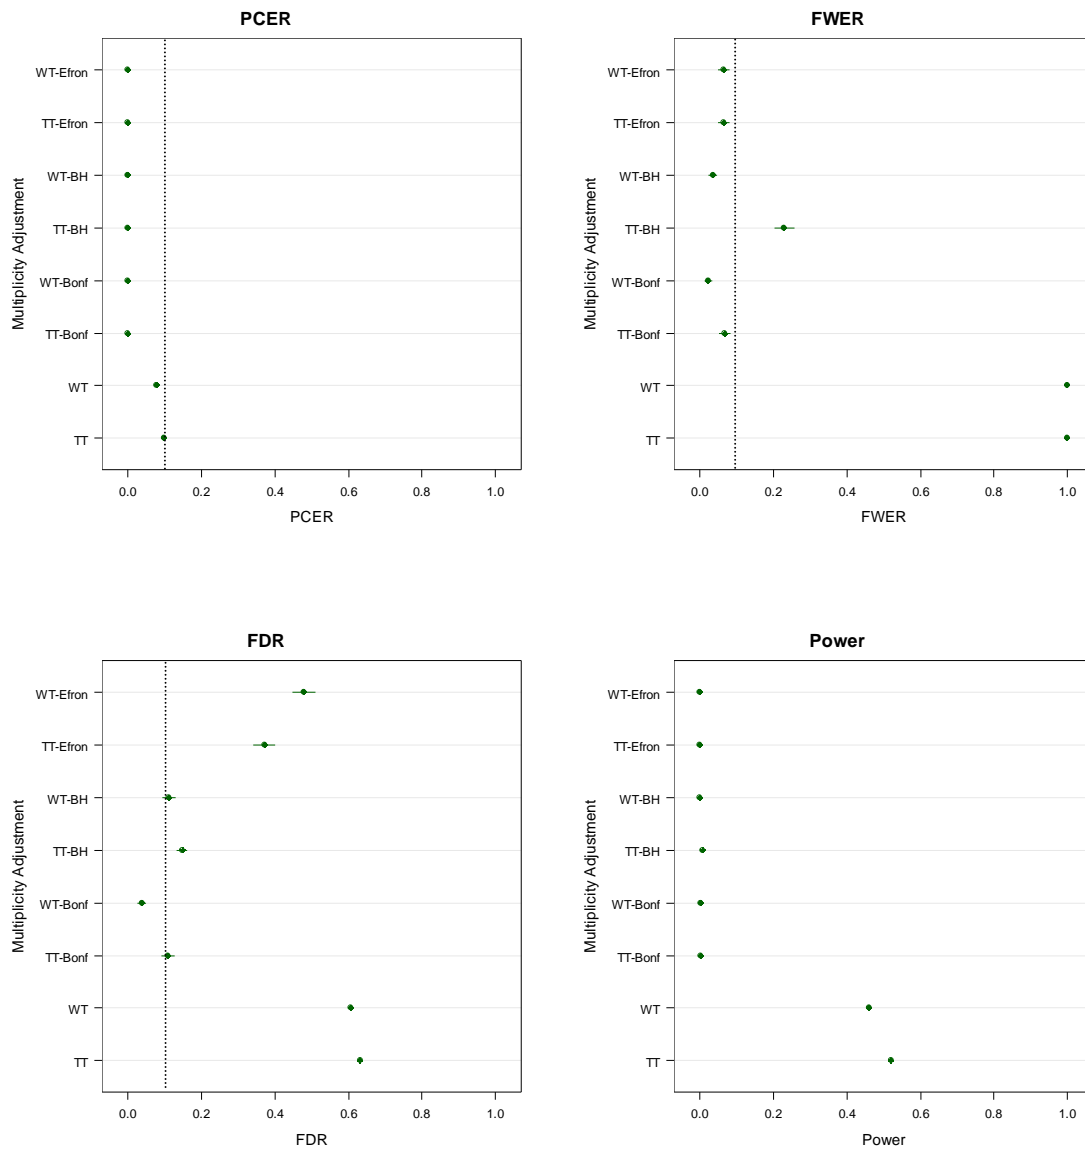 PCER
Multiplicity Adjustment
WT-Efron
TT-Efron
WT-BH
TT-BH
WT-Bonf
TT-Bonf
WT
TT
0.0 0.2 0.4 0.6 0.8 1.0
PCER
FWER
Multiplicity Adjustment
WT-Efron
TT-Efron
WT-BH
TT-BH
WT-Bonf
TT-Bonf
WT
TT
0.0 0.2 0.4 0.6 0.8 1.0
FWER
FDR
Multiplicity Adjustment
WT-Efron
TT-Efron
WT-BH
TT-BH
WT-Bonf
TT-Bonf
WT
TT
0.0 0.2 0.4 0.6 0.8 1.0
FDR
Power
Multiplicity Adjustment
WT-Efron
TT-Efron
WT-BH
TT-BH
WT-Bonf
TT-Bonf
WT
TT
0.0 0.2 0.4 0.6 0.8 1.0
Power